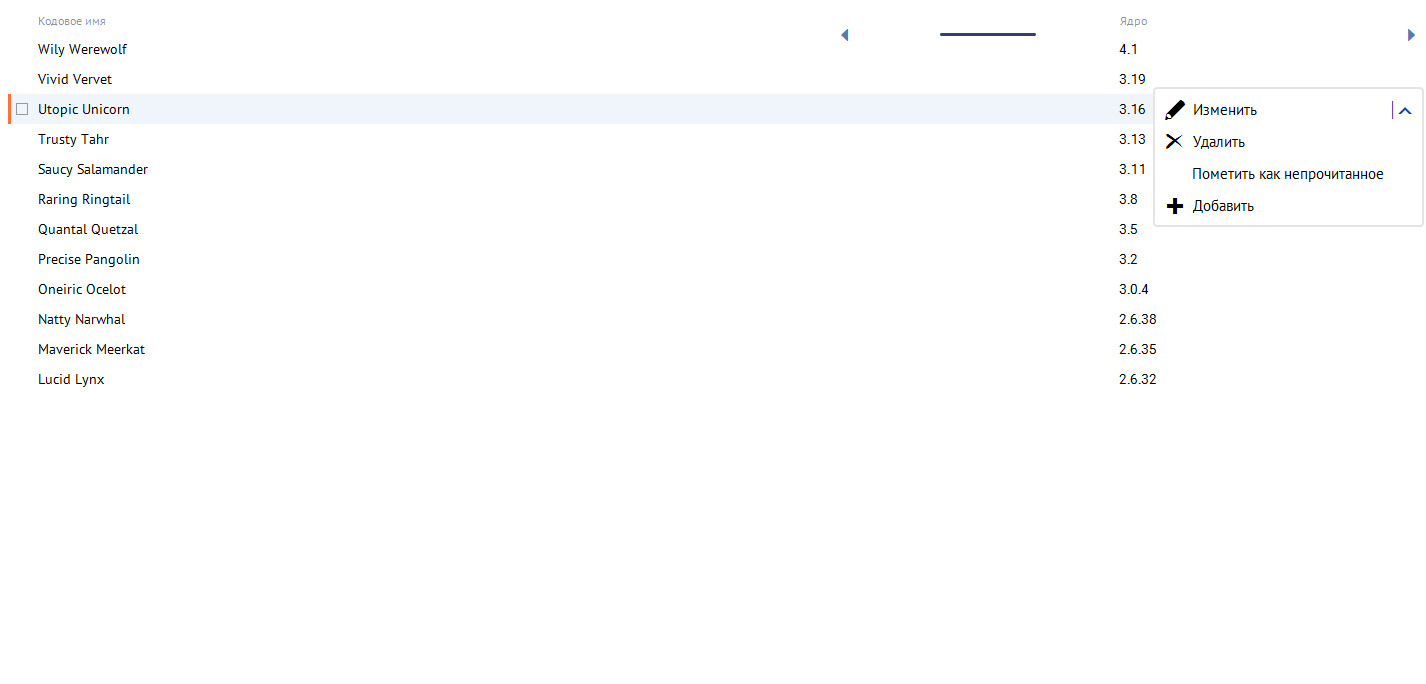 Кодовое имя Ядро
Wily Werewolf 4.1
Vivid Vervet 3.19
Utopic Unicorn 3.16 Изменить
Trusty Tahr 3.13 Удалить
Saucy Salamander 3.11 Пометить как непрочитанное
Raring Ringtail 3.8 Добавить
Quantal Quetzal 3.5
Precise Pangolin 3.2
Oneiric Ocelot 3.0.4
Natty Narwhal 2.6.38
Maverick Meerkat 2.6.35
Lucid Lynx 2.6.32